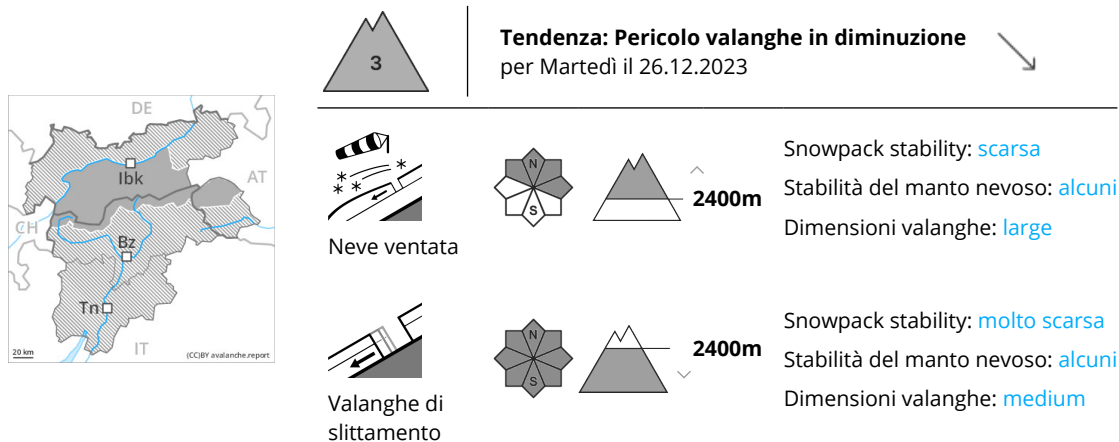 3
Tendenza: Pericolo valanghe in diminuzione
per Martedì il 26.12.2023
DE
Ibk
AT
CH
Bz
Tn
IT
20 km
(CC)BY avalanche.report
N
S
2400m
Neve ventata
Snowpack stability: scarsa
Stabilità del manto nevoso: alcuni
Dimensioni valanghe: large
N
S
2400m
Valanghe di
slittamento
Snowpack stability: molto scarsa
Stabilità del manto nevoso: alcuni
Dimensioni valanghe: medium